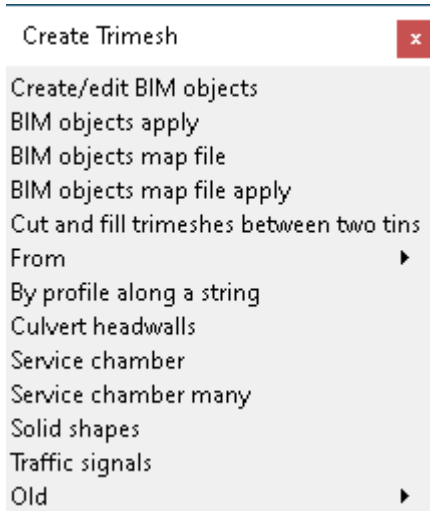 Create Trimesh
x
Create/edit BIM objects
BIM objects apply
BIM objects map file
BIM objects map file apply
Cut and fill trimeshes between two tins
From
By profile along a string
Culvert headwalls
Service chamber
Service chamber many
Solid shapes
Traffic signals
Old